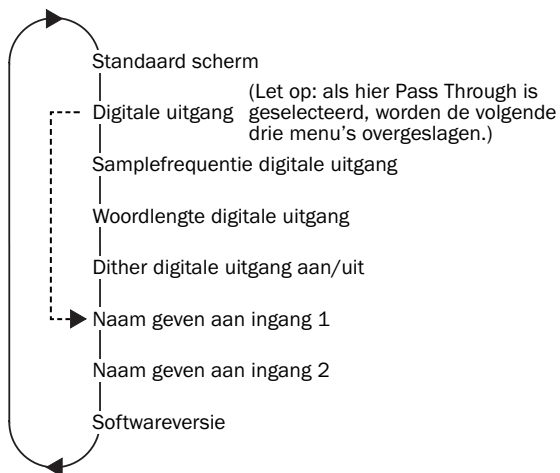 Standaard scherm
Digitale uitgang
(Let op: als hier Pass Through is
geselecteerd, worden de volgende
drie menu's overgeslagen.)
Samplefrequentie digitale uitgang
Woordlengte digitale uitgang
Dither digitale uitgang aan/uit
Naam geven aan ingang 1
Naam geven aan ingang 2
Softwareversie